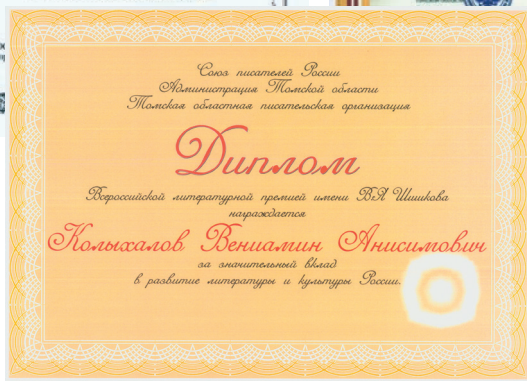 Союз писателей России
Администрация Томской области
Томская областная писательская организация
Диплом
Всероссийской литературной премией имени В.Я Шишкова
награждается
Колыхалов Вениамин Анисимович
за значительный вклад
в развитие литературы и культуры России.